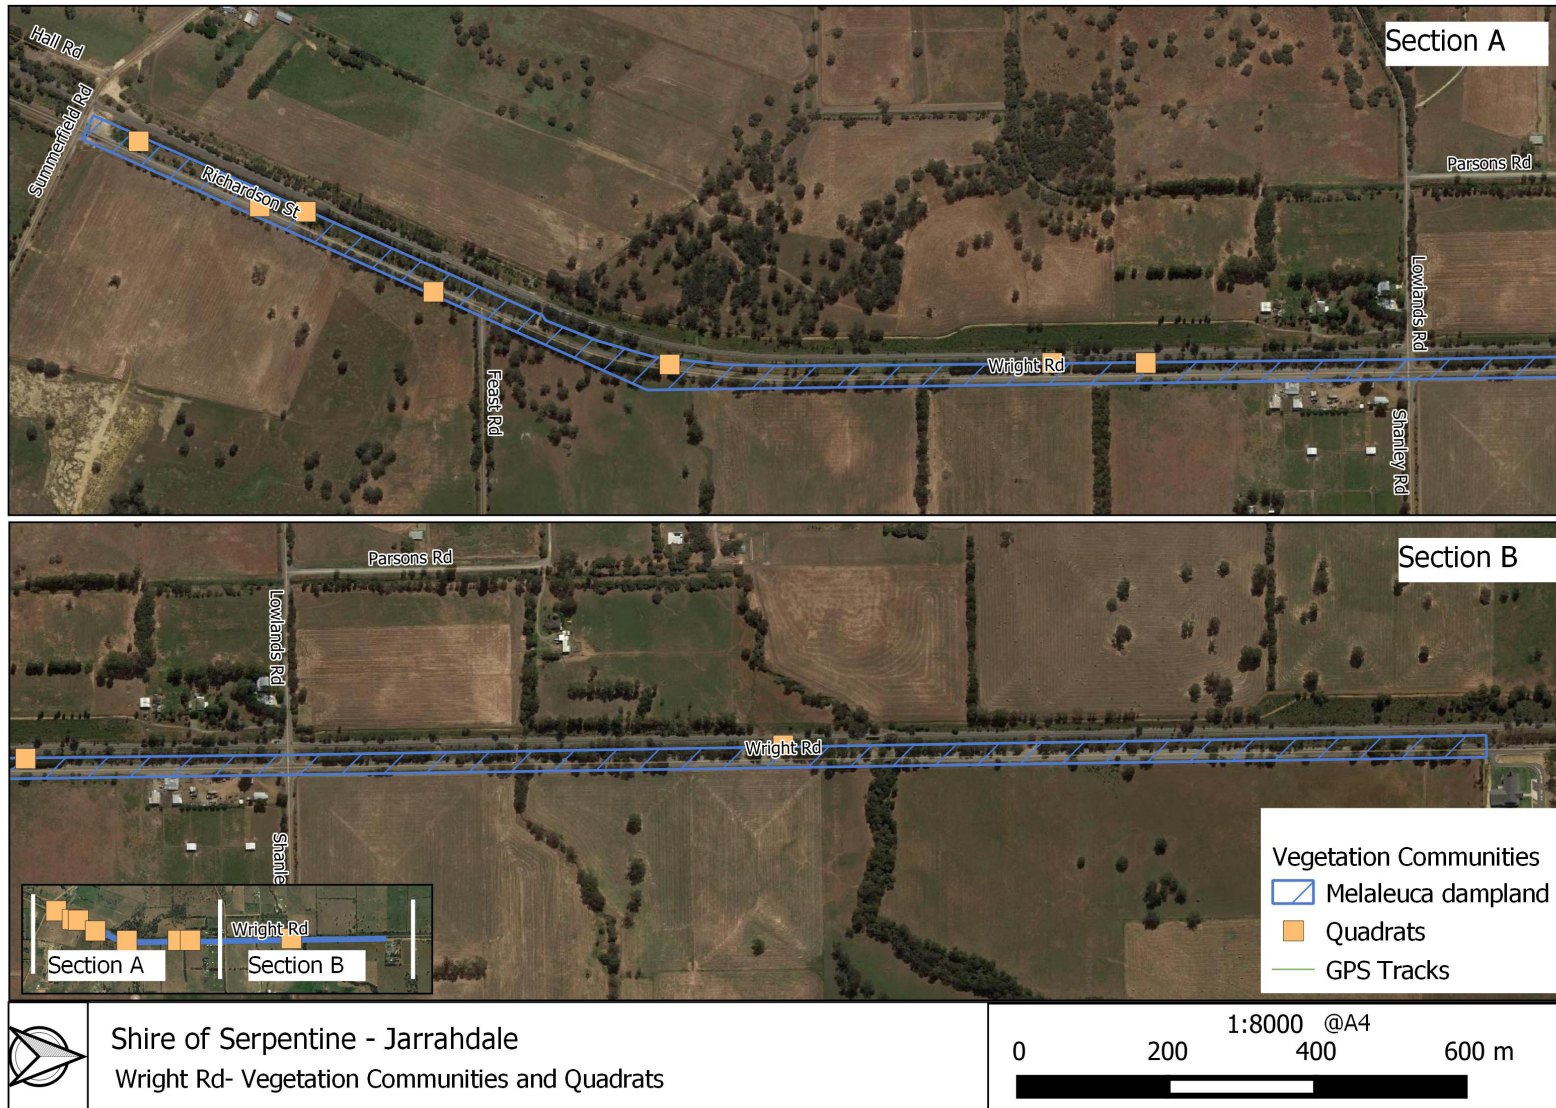 Section A
Hall Rd
Summerfield Rd
Richardson St
Parsons Rd
Lowlands Rd
Wright Rd
Feast Rd
Shanley Rd
Section B
Parsons Rd
Lowlands Rd
Wright Rd
Shanle
Vegetation Communities
Melaleuca dampland
Quadrats
GPS Tracks
Wright Rd
Section A
Section B
Shire of Serpentine - Jarrahdale
Wright Rd- Vegetation Communities and Quadrats
1:8000 @A4
0 200 400 600 m